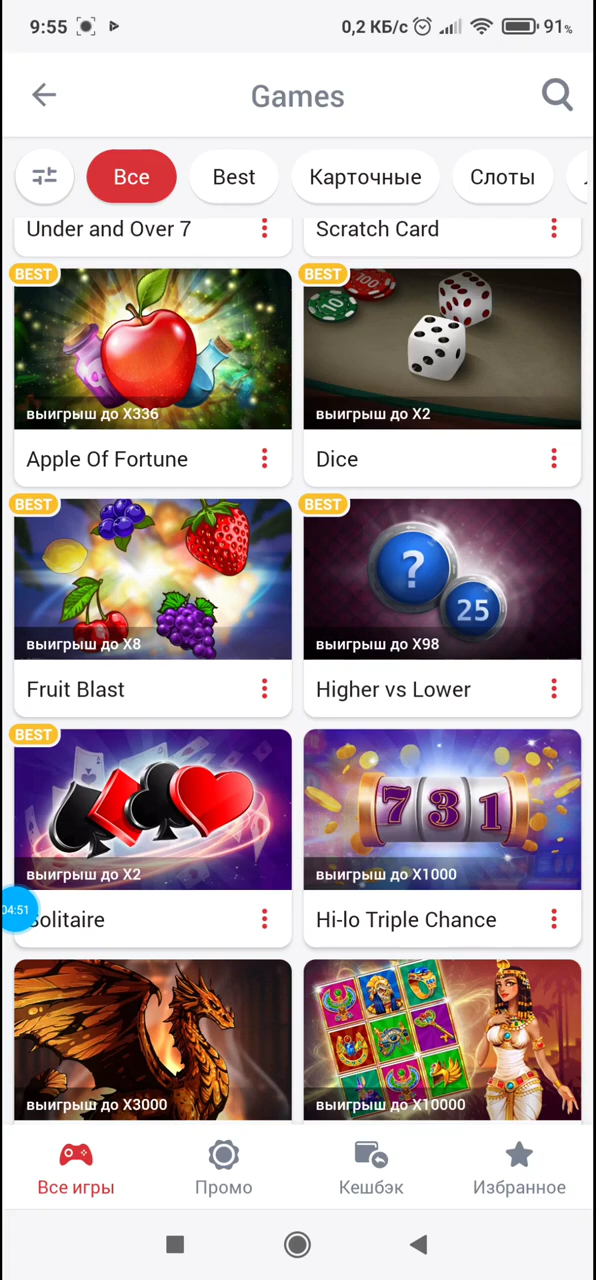 9:55 0,2 КБ/с 91%
Games
Все Best Карточные Слоты
Under and Over 7 Scratch Card
BEST BEST
100
10
выигрыш до X336 выигрыш до X2
Apple Of Fortune Dice
BEST BEST
?
25
выигрыш до X8 выигрыш до X98
Fruit Blast Higher vs Lower
BEST
7 3 1
выигрыш до X2 выигрыш до X1000
04:51
Solitaire Hi-lo Triple Chance
выигрыш до X3000 выигрыш до X10000
Все игры Промо Кешбэк Избранное